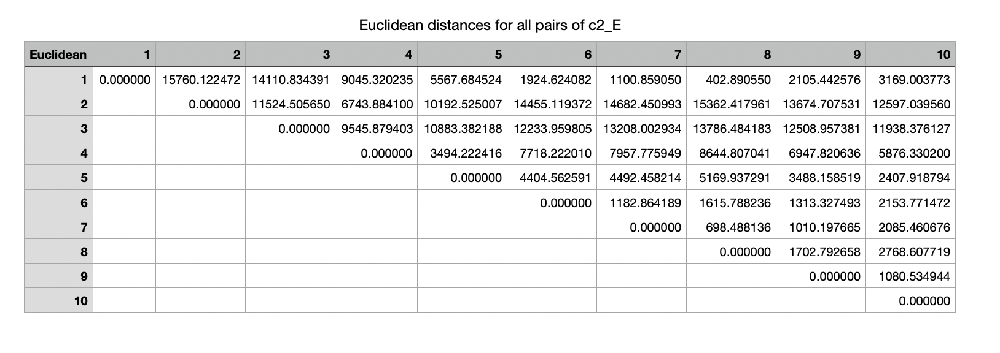 Euclidean distances for all pairs of c2_E
Euclidean 1 2 3 4 5 6 7 8 9 10
1 0.000000 15760.122472 14110.834391 9045.320235 5567.684524 1924.624082 1100.859050 402.890550 2105.442576 3169.003773
2 0.000000 11524.505650 6743.884100 10192.525007 14455.119372 14682.450993 15362.417961 13674.707531 12597.039560
3 0.000000 9545.879403 10883.382188 12233.959805 13208.002934 13786.484183 12508.957381 11938.376127
4 0.000000 3494.222416 7718.222010 7957.775949 8644.807041 6947.820636 5876.330200
5 0.000000 4404.562591 4492.458214 5169.937291 3488.158519 2407.918794
6 0.000000 1182.864189 1615.788236 1313.327493 2153.771472
7 0.000000 698.488136 1010.197665 2085.460676
8 0.000000 1702.792658 2768.607719
9 0.000000 1080.534944
10 0.000000